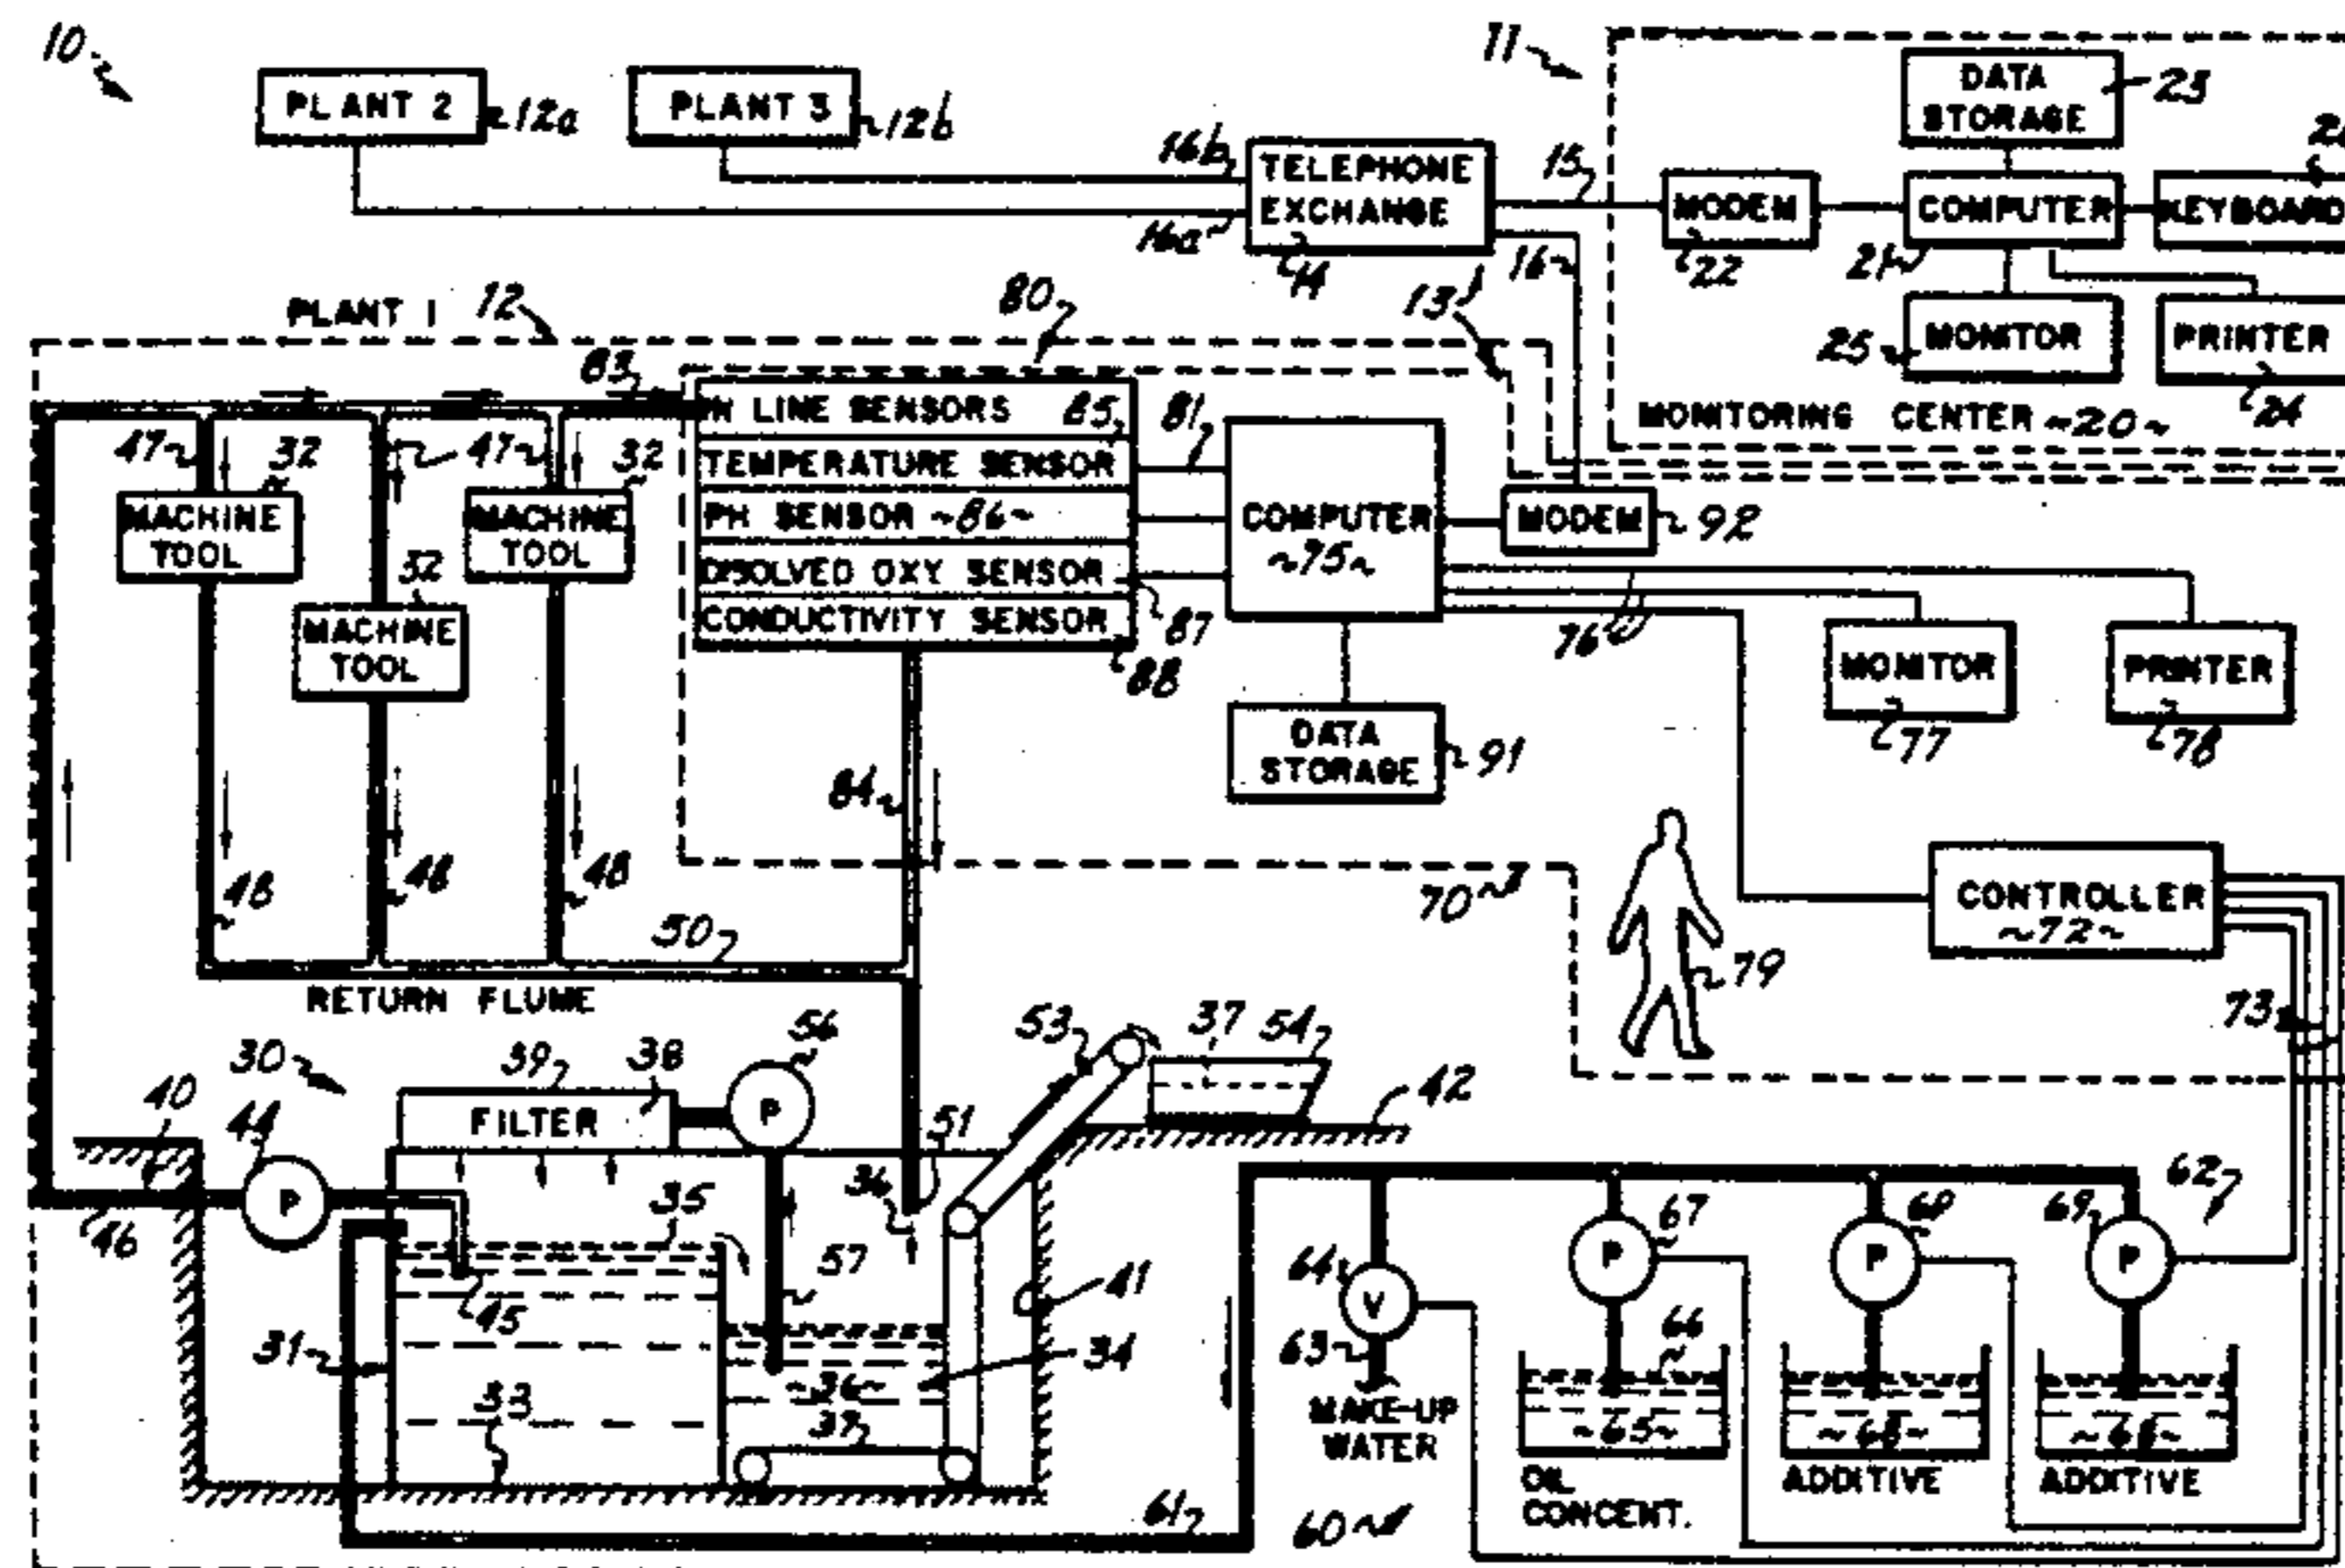 10
11
PLANT 2
12a
PLANT 3
12b
DATA
STORAGE
23
16b
TELEPHONE
EXCHANGE
15
MODEM
COMPUTER
KEYBOARD
16a
14
16
22
21
13
PLANT 1
12
80
25
MONITOR
PRINTER
24
MONITORING CENTER ~20~
83
IN LINE SENSORS
85
81
47
32
47
32
TEMPERATURE SENSOR
MACHINE
TOOL
MACHINE
TOOL
PH SENSOR ~86~
COMPUTER
~75~
MODEM
92
32
DISOLVED OXY SENSOR
87
MACHINE
TOOL
CONDUCTIVITY SENSOR
88
76
MONITOR
77
PRINTER
78
DATA
STORAGE
91
84
48
48
48
70
CONTROLLER
~72~
50
79
RETURN FLUME
73
30
39
38
56
53
37
54
40
44
FILTER
P
51
42
P
46
35
36
62
67
69
57
41
64
P
P
P
45
V
66
31
34
63
~36~
33
37
MAKE-UP
WATER
~65~
~68~
OIL
CONCENT.
ADDITIVE
ADDITIVE
61
60